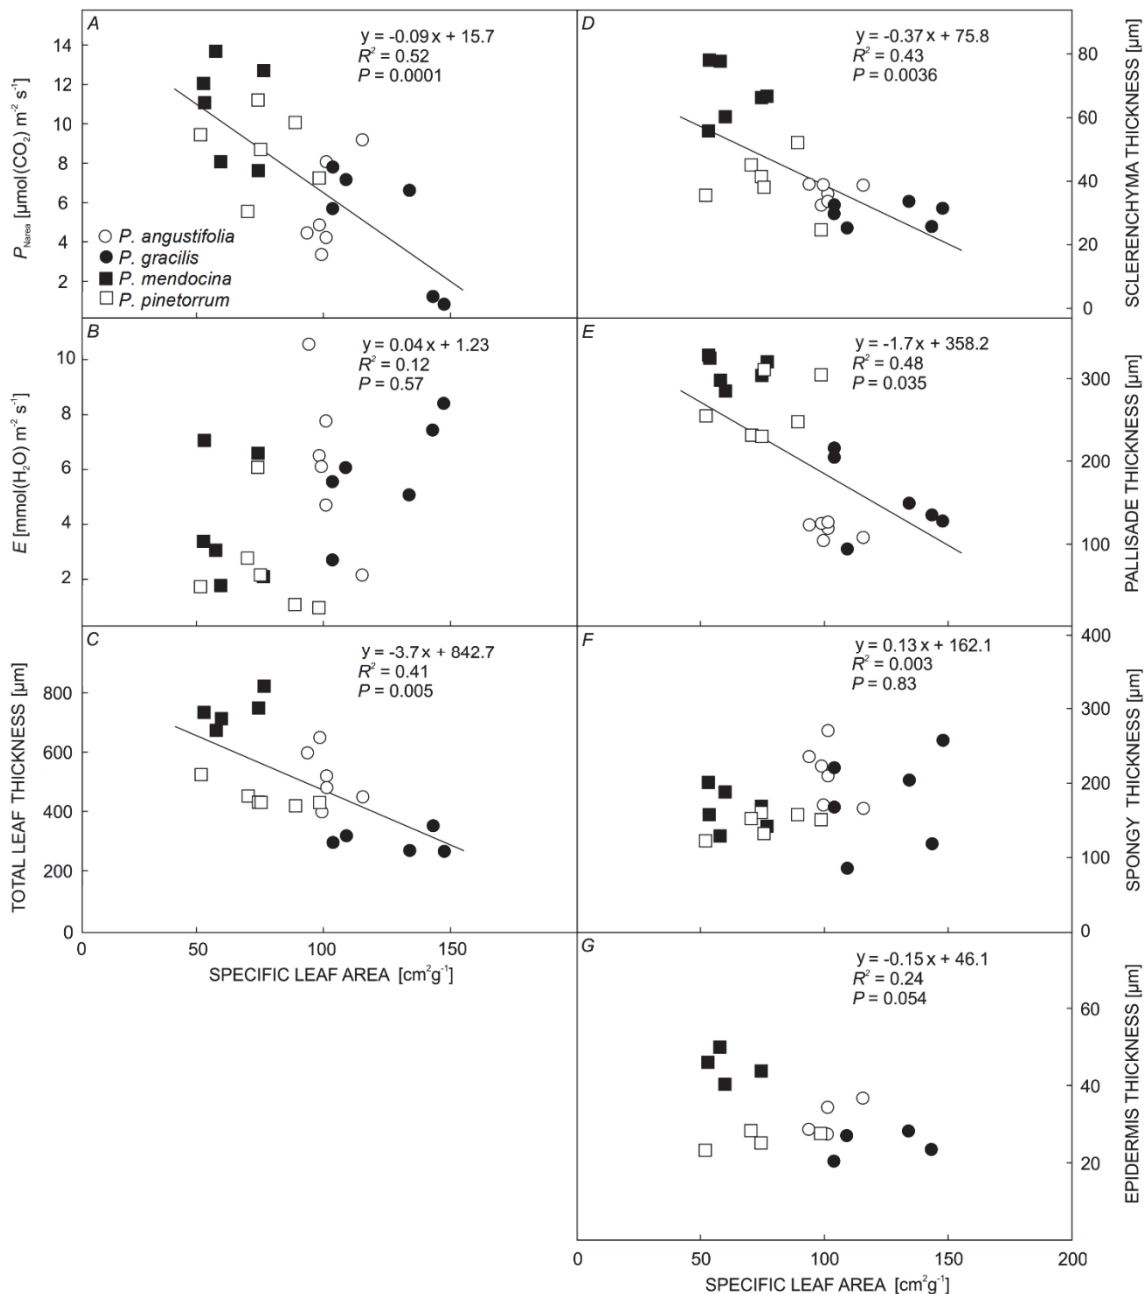 A
y = -0.09 x + 15.7
R² = 0.52
P = 0.0001
14
12
10
8
6
4
2
P_Narea [µmol(CO₂) m⁻² s⁻¹]
P. angustifolia
P. gracilis
P. mendocina
P. pinetorrum
B
y = 0.04 x + 1.23
R² = 0.12
P = 0.57
10
8
6
4
2
E [mmol(H₂O) m⁻² s⁻¹]
C
y = -3.7 x + 842.7
R² = 0.41
P = 0.005
800
600
400
200
0
TOTAL LEAF THICKNESS [µm]
0 50 100 150
SPECIFIC LEAF AREA [cm²g⁻¹]
D
y = -0.37 x + 75.8
R² = 0.43
P = 0.0036
80
60
40
20
0
SCLERENCHYMA THICKNESS [µm]
E
y = -1.7 x + 358.2
R² = 0.48
P = 0.035
300
200
100
PALLISADE THICKNESS [µm]
F
y = 0.13 x + 162.1
R² = 0.003
P = 0.83
400
300
200
100
0
SPONGY THICKNESS [µm]
G
y = -0.15 x + 46.1
R² = 0.24
P = 0.054
60
40
20
EPIDERMIS THICKNESS [µm]
0 50 100 150 200
SPECIFIC LEAF AREA [cm²g⁻¹]